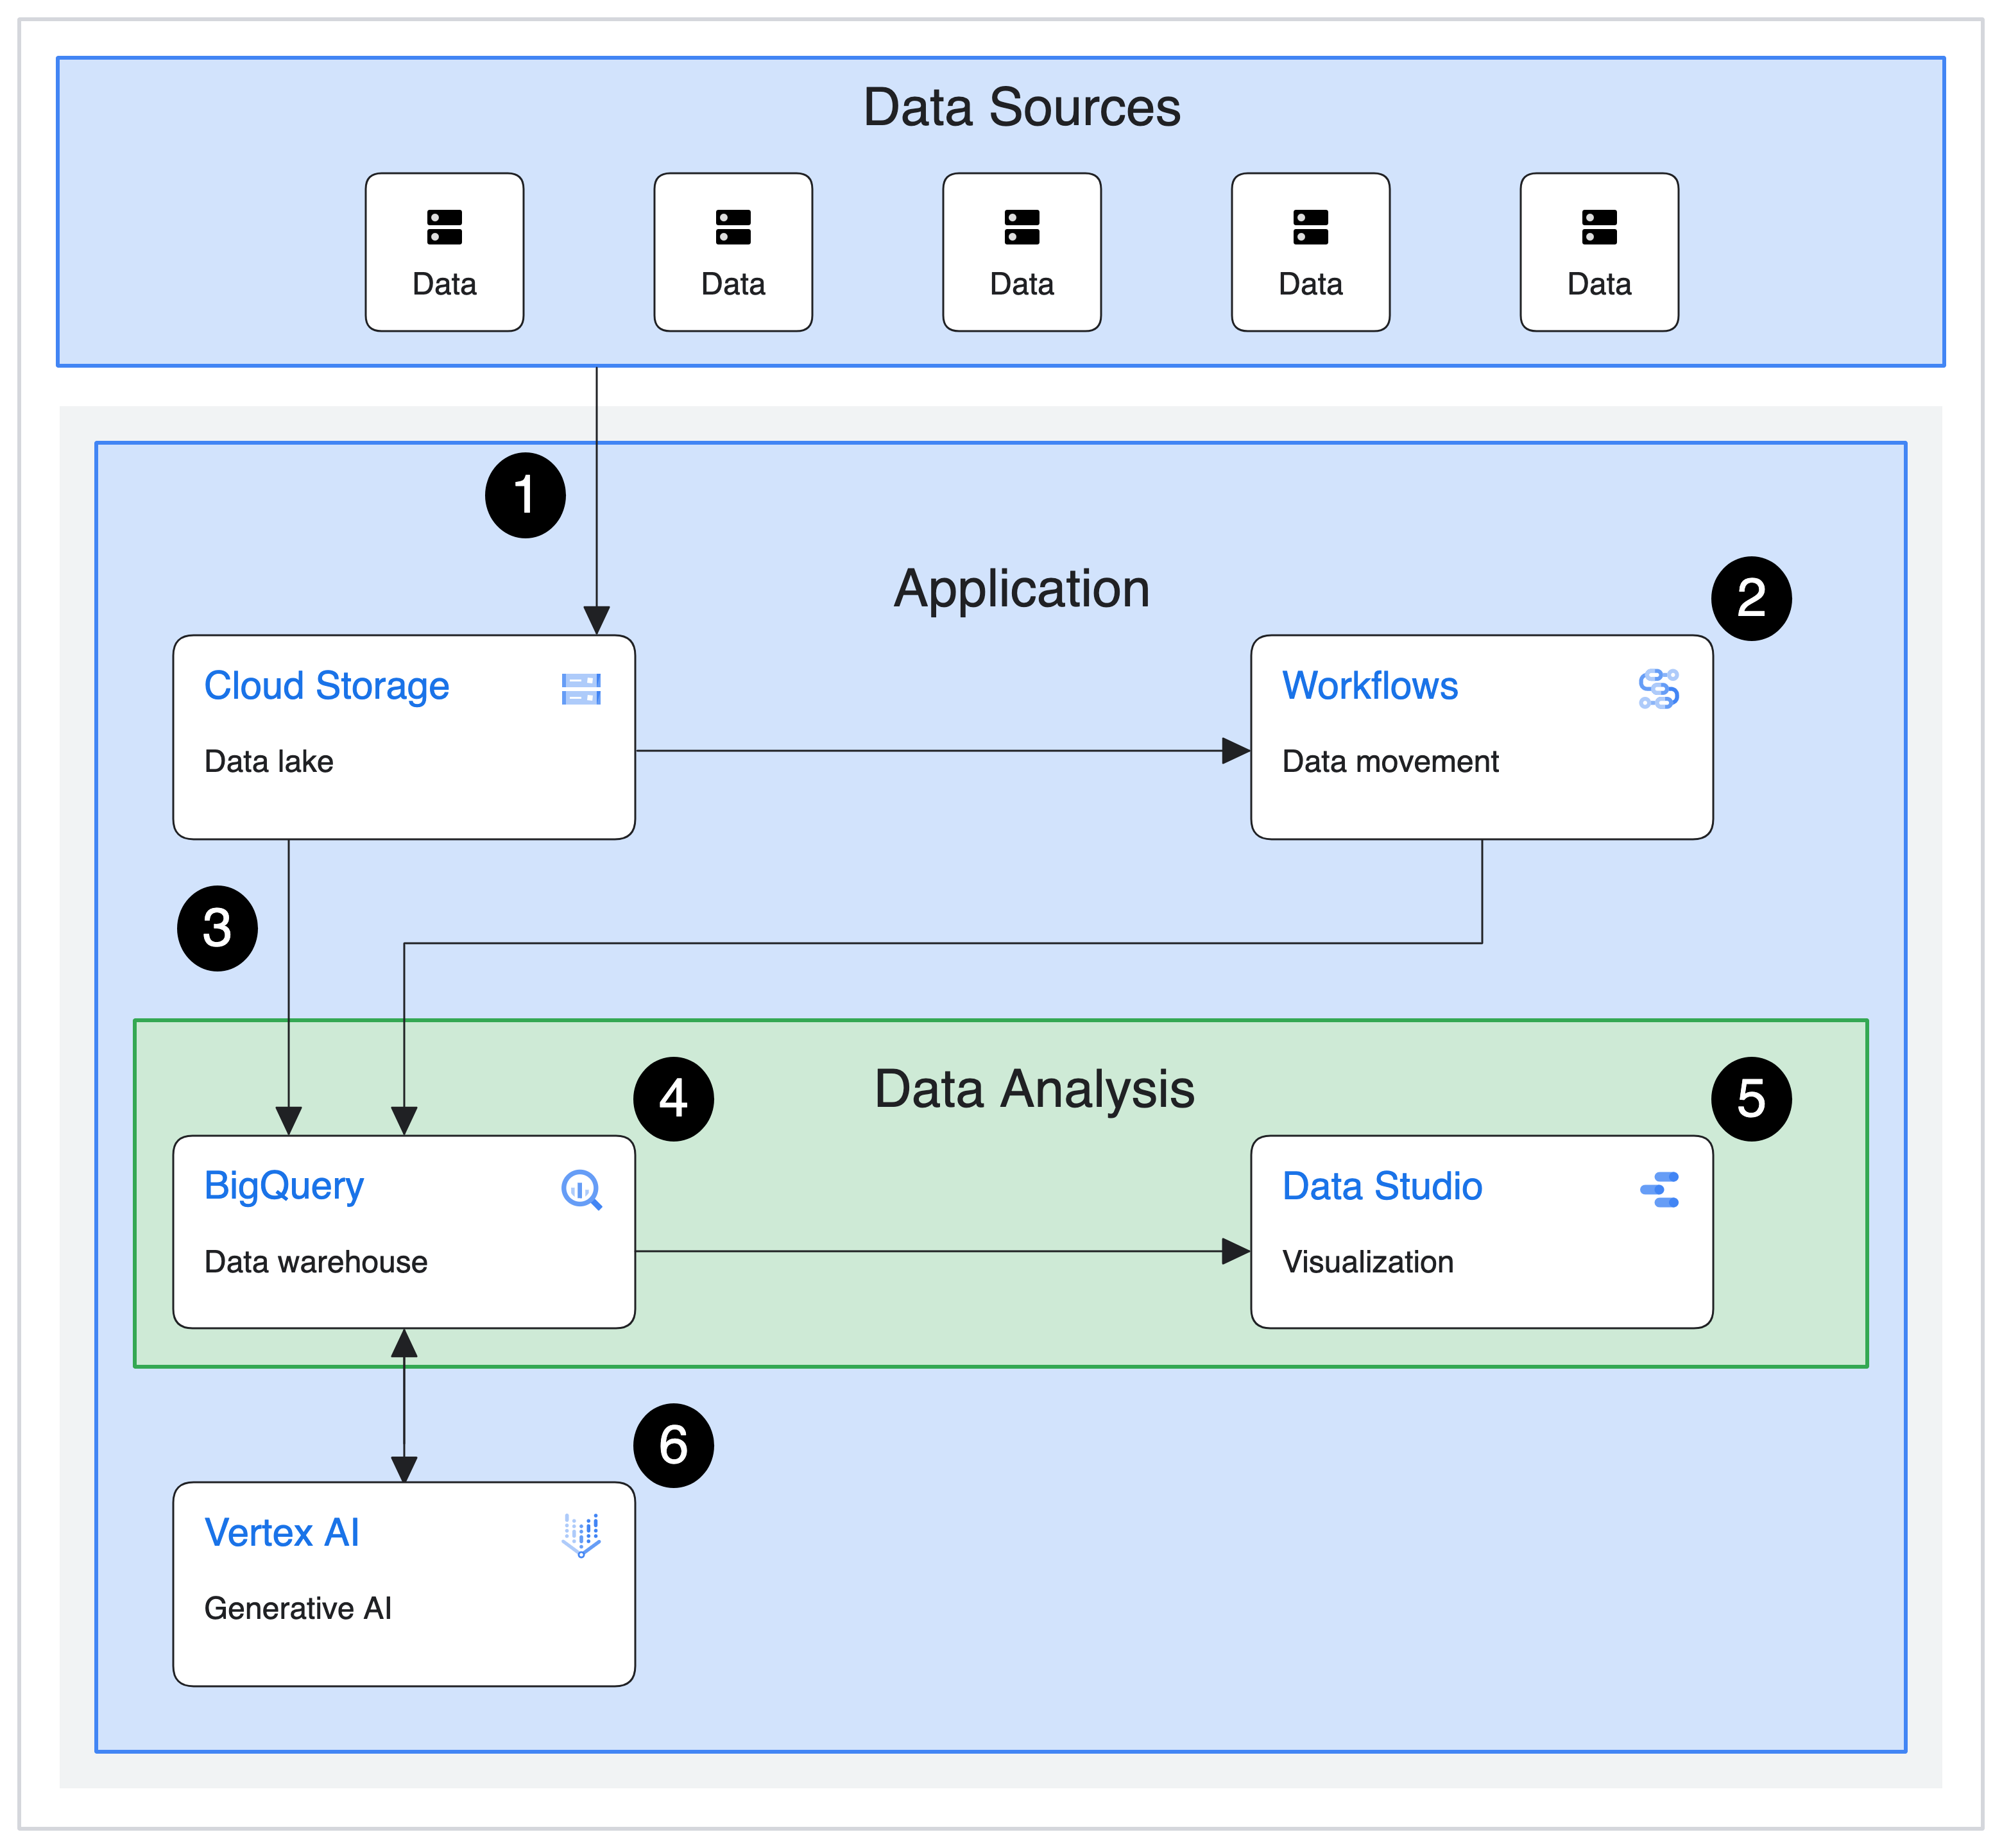 Data Sources
Data
Data
Data
Data
Data
1
Application
2
Cloud Storage
Data lake
Workflows
Data movement
3
Data Analysis
4
5
BigQuery
Data warehouse
Data Studio
Visualization
6
Vertex AI
Generative AI